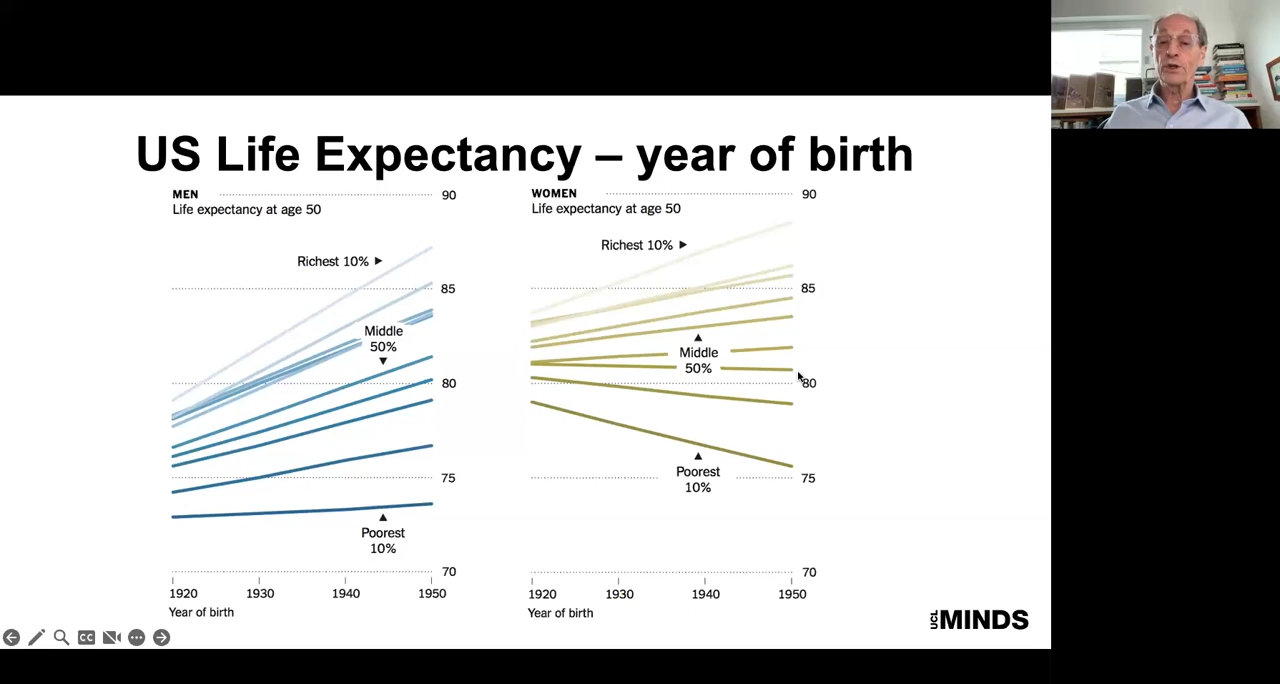 US Life Expectancy – year of birth
MEN
90
Life expectancy at age 50
Richest 10% ►
85
Middle
50%
▼
80
75
▲
Poorest
10%
70
1920 1930 1940 1950
Year of birth
WOMEN
90
Life expectancy at age 50
Richest 10% ►
85
▲
Middle
50%
80
▲
Poorest
10%
75
70
1920 1930 1940 1950
Year of birth
UCL MINDS
CC